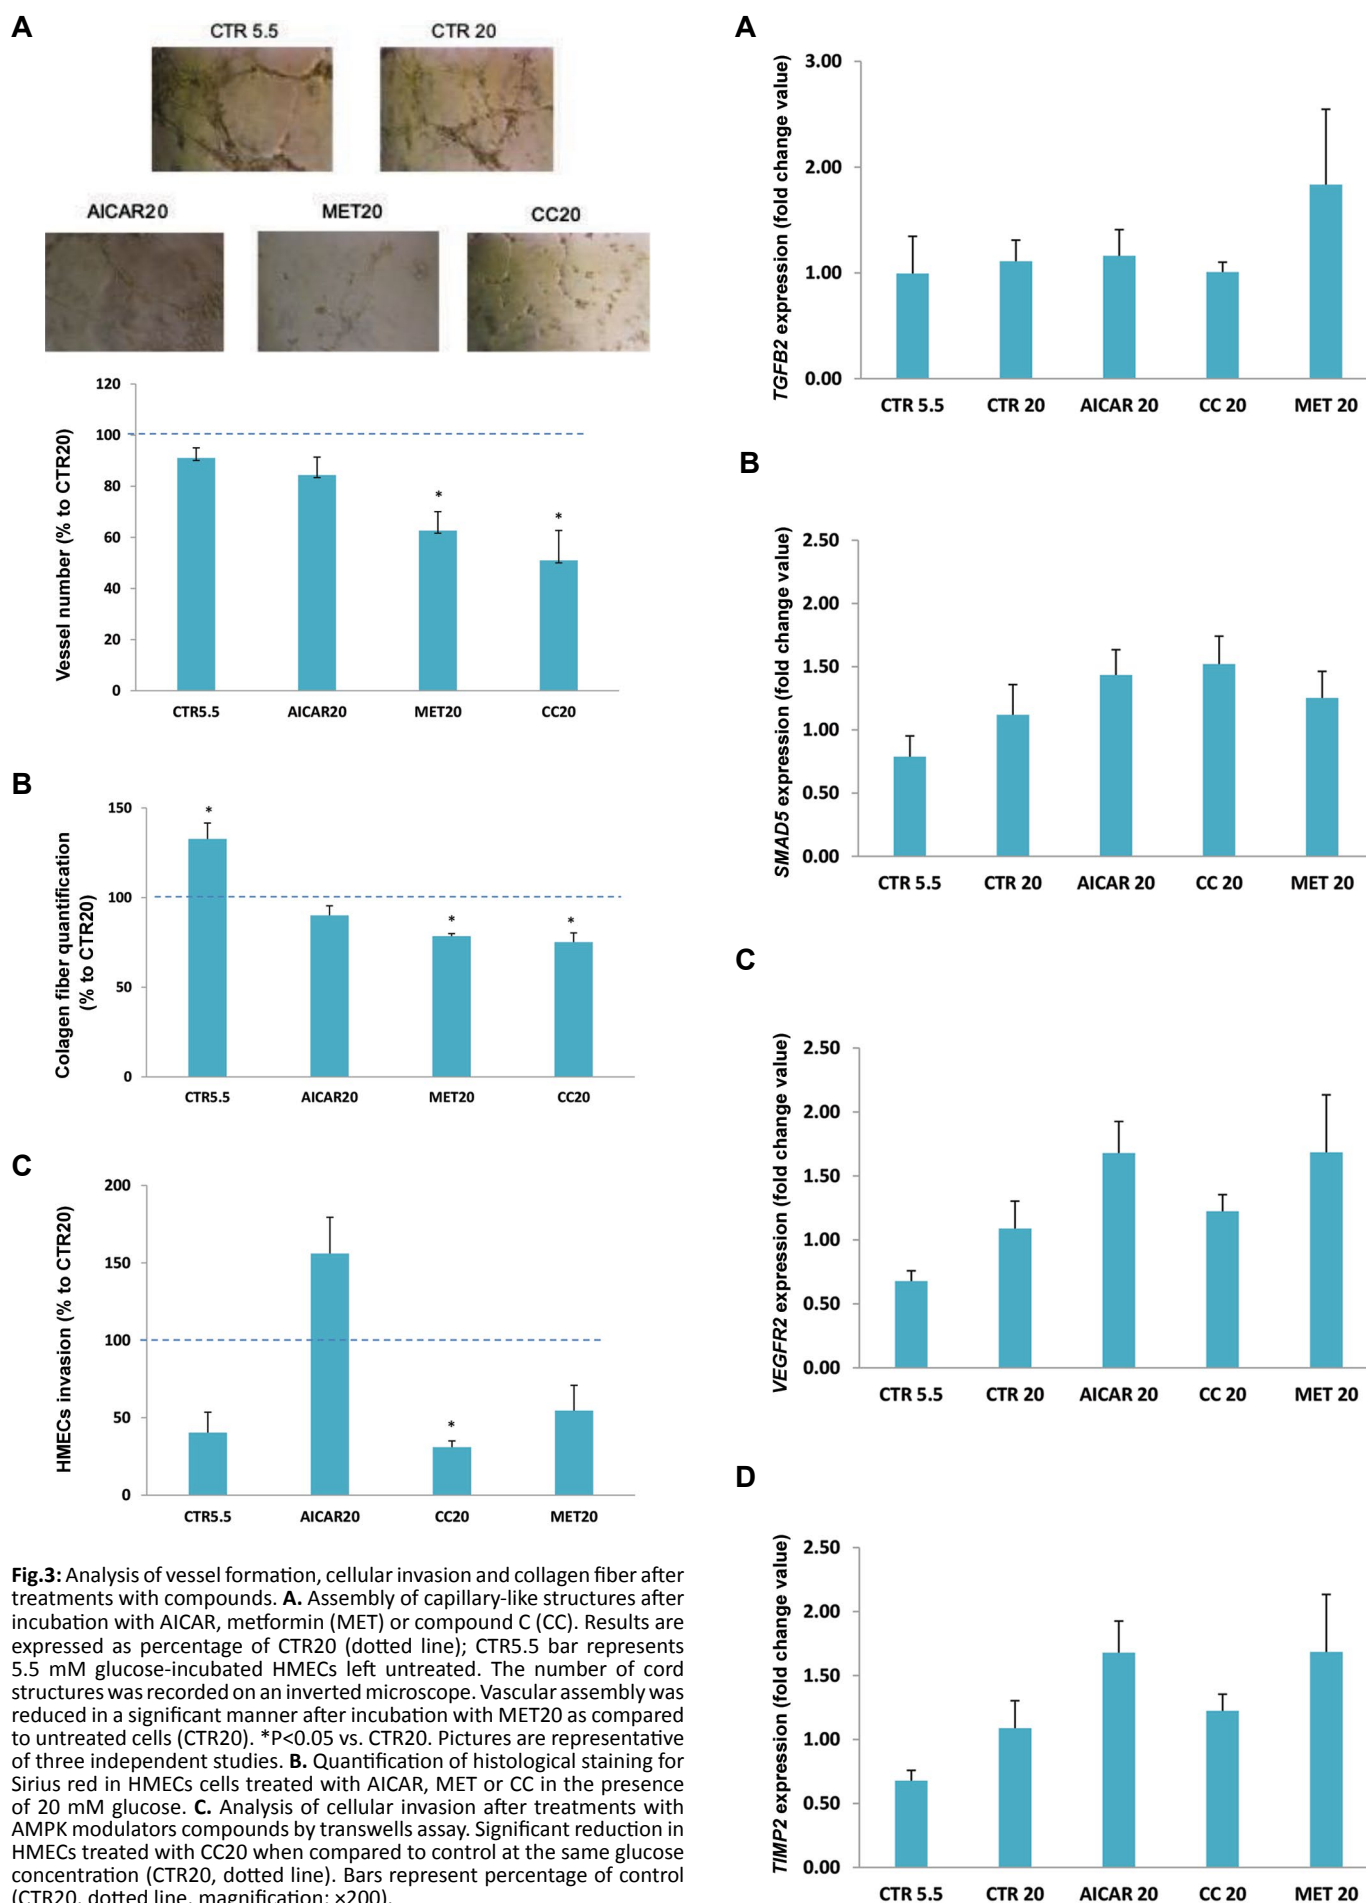 A
CTR 5.5
CTR 20
AICAR20
MET20
CC20
Vessel number (% to CTR20)
120
100
80
60
40
20
0
*
*
CTR5.5
AICAR20
MET20
CC20
B
Colagen fiber quantification
(% to CTR20)
150
100
50
0
*
*
*
CTR5.5
AICAR20
MET20
CC20
C
HMECs invasion (% to CTR20)
200
150
100
50
0
*
CTR5.5
AICAR20
CC20
MET20
Fig.3: Analysis of vessel formation, cellular invasion and collagen fiber after
treatments with compounds. A. Assembly of capillary-like structures after
incubation with AICAR, metformin (MET) or compound C (CC). Results are
expressed as percentage of CTR20 (dotted line); CTR5.5 bar represents
5.5 mM glucose-incubated HMECs left untreated. The number of cord
structures was recorded on an inverted microscope. Vascular assembly was
reduced in a significant manner after incubation with MET20 as compared
to untreated cells (CTR20). *P<0.05 vs. CTR20. Pictures are representative
of three independent studies. B. Quantification of histological staining for
Sirius red in HMECs cells treated with AICAR, MET or CC in the presence
of 20 mM glucose. C. Analysis of cellular invasion after treatments with
AMPK modulators compounds by transwells assay. Significant reduction in
HMECs treated with CC20 when compared to control at the same glucose
concentration (CTR20, dotted line). Bars represent percentage of control
(CTR20, dotted line, magnification: ×200).
A
TGFB2 expression (fold change value)
3.00
2.00
1.00
0.00
CTR 5.5
CTR 20
AICAR 20
CC 20
MET 20
B
SMAD5 expression (fold change value)
2.50
2.00
1.50
1.00
0.50
0.00
CTR 5.5
CTR 20
AICAR 20
CC 20
MET 20
C
VEGFR2 expression (fold change value)
2.50
2.00
1.50
1.00
0.50
0.00
CTR 5.5
CTR 20
AICAR 20
CC 20
MET 20
D
TIMP2 expression (fold change value)
2.50
2.00
1.50
1.00
0.50
0.00
CTR 5.5
CTR 20
AICAR 20
CC 20
MET 20